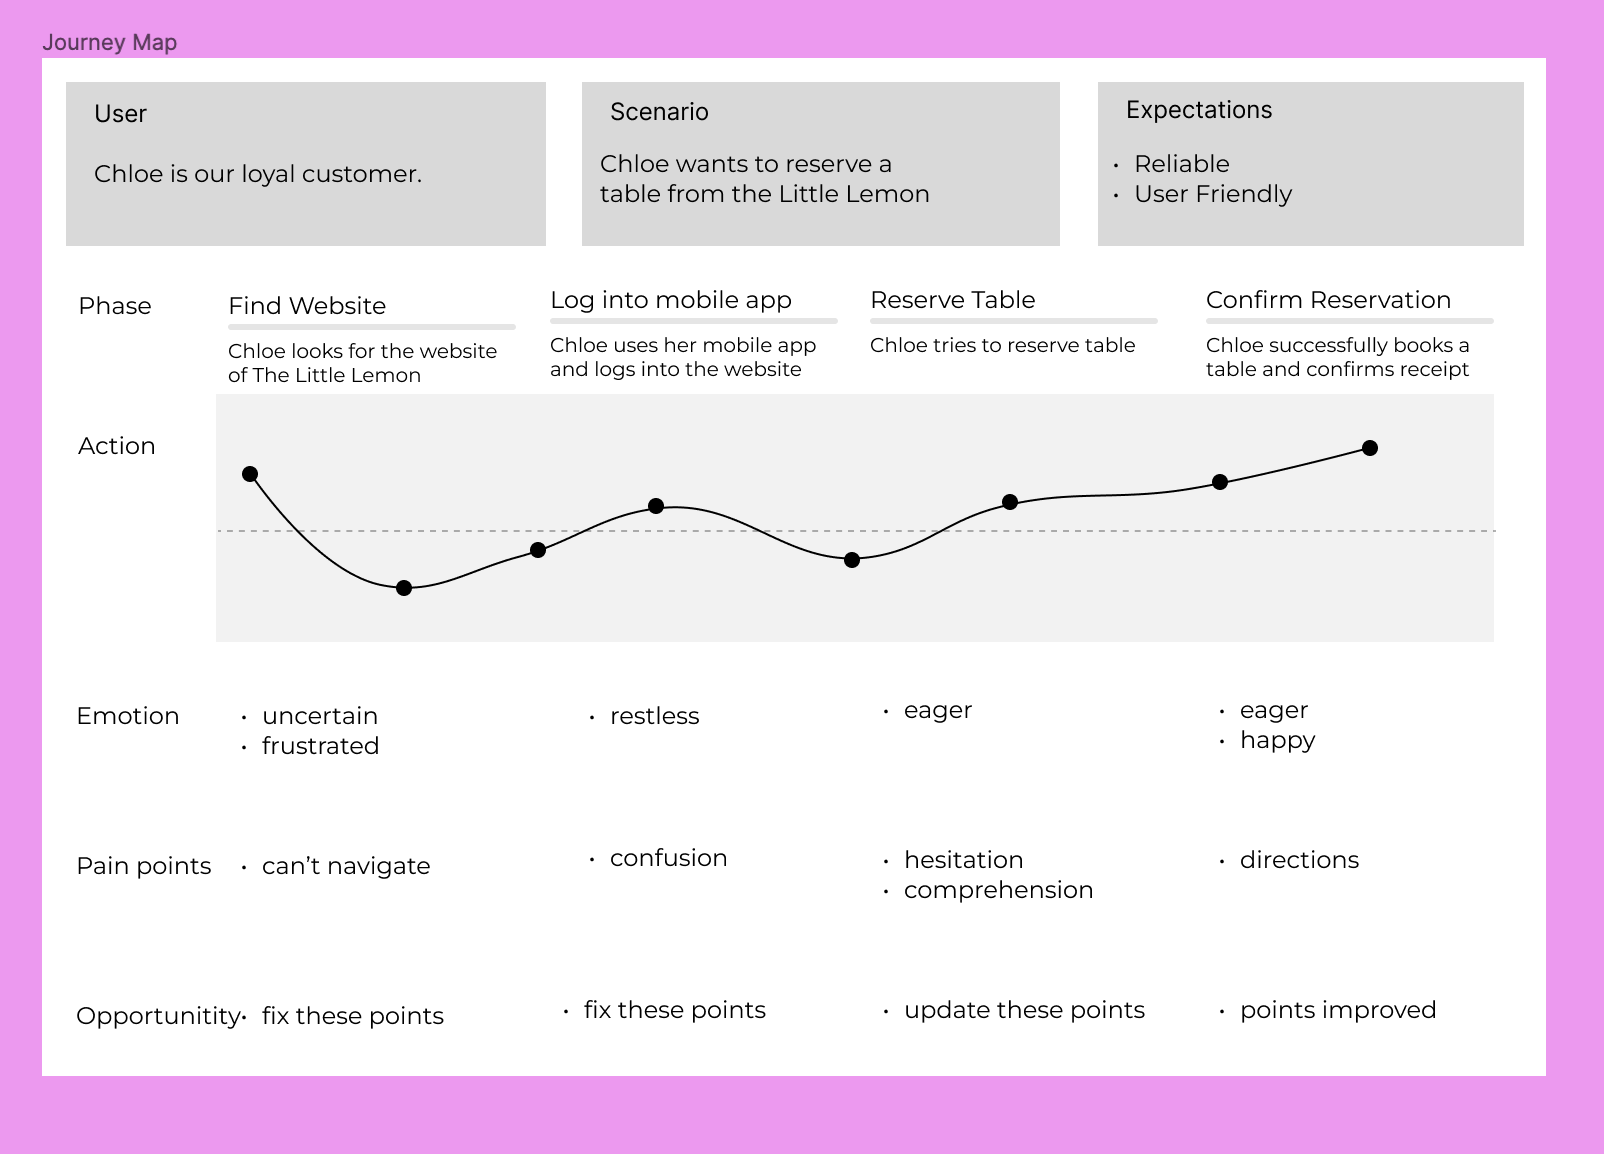 Journey Map
User
Chloe is our loyal customer.
Scenario
Chloe wants to reserve a
table from the Little Lemon
Expectations
• Reliable
• User Friendly
Phase
Find Website
Chloe looks for the website
of The Little Lemon
Log into mobile app
Chloe uses her mobile app
and logs into the website
Reserve Table
Chloe tries to reserve table
Confirm Reservation
Chloe successfully books a
table and confirms receipt
Action
Emotion
• uncertain
• frustrated
• restless
• eager
• eager
• happy
Pain points
• can’t navigate
• confusion
• hesitation
• comprehension
• directions
Opportunitity
• fix these points
• fix these points
• update these points
• points improved